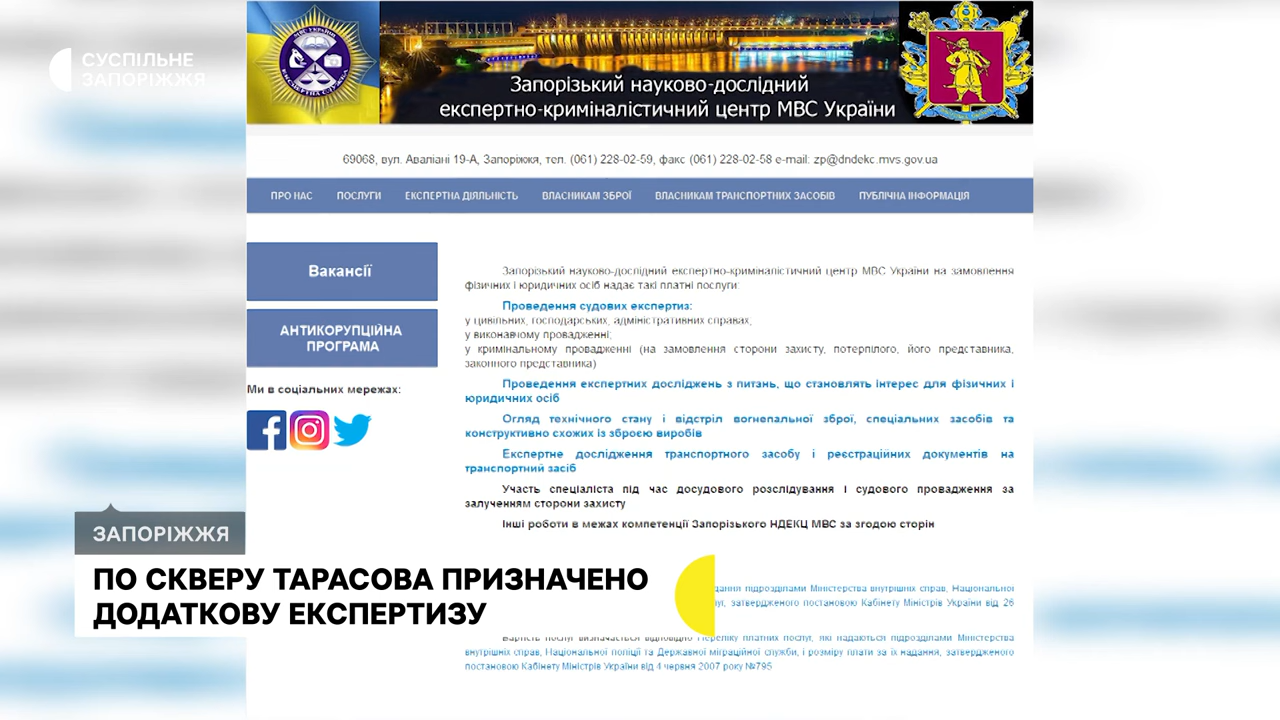 СУСПІЛЬНЕ
ЗАПОРІЖЖЯ
МВС УКРАЇНИ
ЕКСПЕРТНА СЛУЖБА
Запорізький науково-дослідний
експертно-криміналістичний центр МВС України
69068, вул. Аваліані 19-А, Запоріжжя, тел. (061) 228-02-59, факс (061) 228-02-58 e-mail: zp@dndekc.mvs.gov.ua
ПРО НАС ПОСЛУГИ ЕКСПЕРТНА ДІЯЛЬНІСТЬ ВЛАСНИКАМ ЗБРОЇ ВЛАСНИКАМ ТРАНСПОРТНИХ ЗАСОБІВ ПУБЛІЧНА ІНФОРМАЦІЯ
Вакансії
АНТИКОРУПЦІЙНА
ПРОГРАМА
Ми в соціальних мережах:
Запорізький науково-дослідний експертно-криміналістичний центр МВС України на замовлення
фізичних і юридичних осіб надає такі платні послуги:
Проведення судових експертиз:
у цивільних, господарських, адміністративних справах;
у виконавчому провадженні;
у кримінальному провадженні (на замовлення сторони захисту, потерпілого, його представника,
законного представника)
Проведення експертних досліджень з питань, що становлять інтерес для фізичних і
юридичних осіб
Огляд технічного стану і відстріл вогнепальної зброї, спеціальних засобів та
конструктивно схожих із зброєю виробів
Експертне дослідження транспортного засобу і реєстраційних документів на
транспортний засіб
Участь спеціаліста під час досудового розслідування і судового провадження за
залученням сторони захисту
Інші роботи в межах компетенції Запорізького НДЕКЦ МВС за згодою сторін
підрозділами Міністерства внутрішніх справ, Національної
затвердженого постановою Кабінету Міністрів України від 26
Вартість послуг визначається відповідно Переліку платних послуг, які надаються підрозділами Міністерства
внутрішніх справ, Національної поліції та Державної міграційної служби, і розміру плати за їх надання, затвердженого
постановою Кабінету Міністрів України від 4 червня 2007 року №795
ЗАПОРІЖЖЯ
ПО СКВЕРУ ТАРАСОВА ПРИЗНАЧЕНО
ДОДАТКОВУ ЕКСПЕРТИЗУ